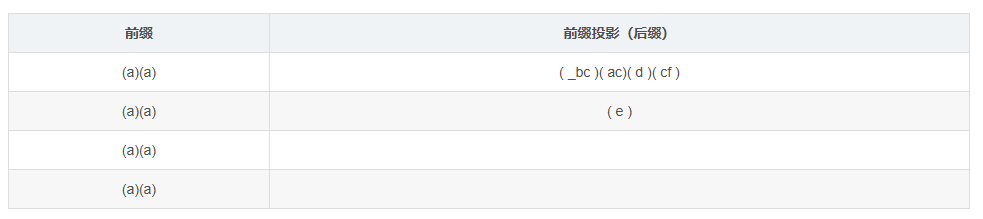 前缀 前缀投影（后缀）
(a)(a) ( _bc )( ac)( d )( cf )
(a)(a) ( e )
(a)(a)
(a)(a)